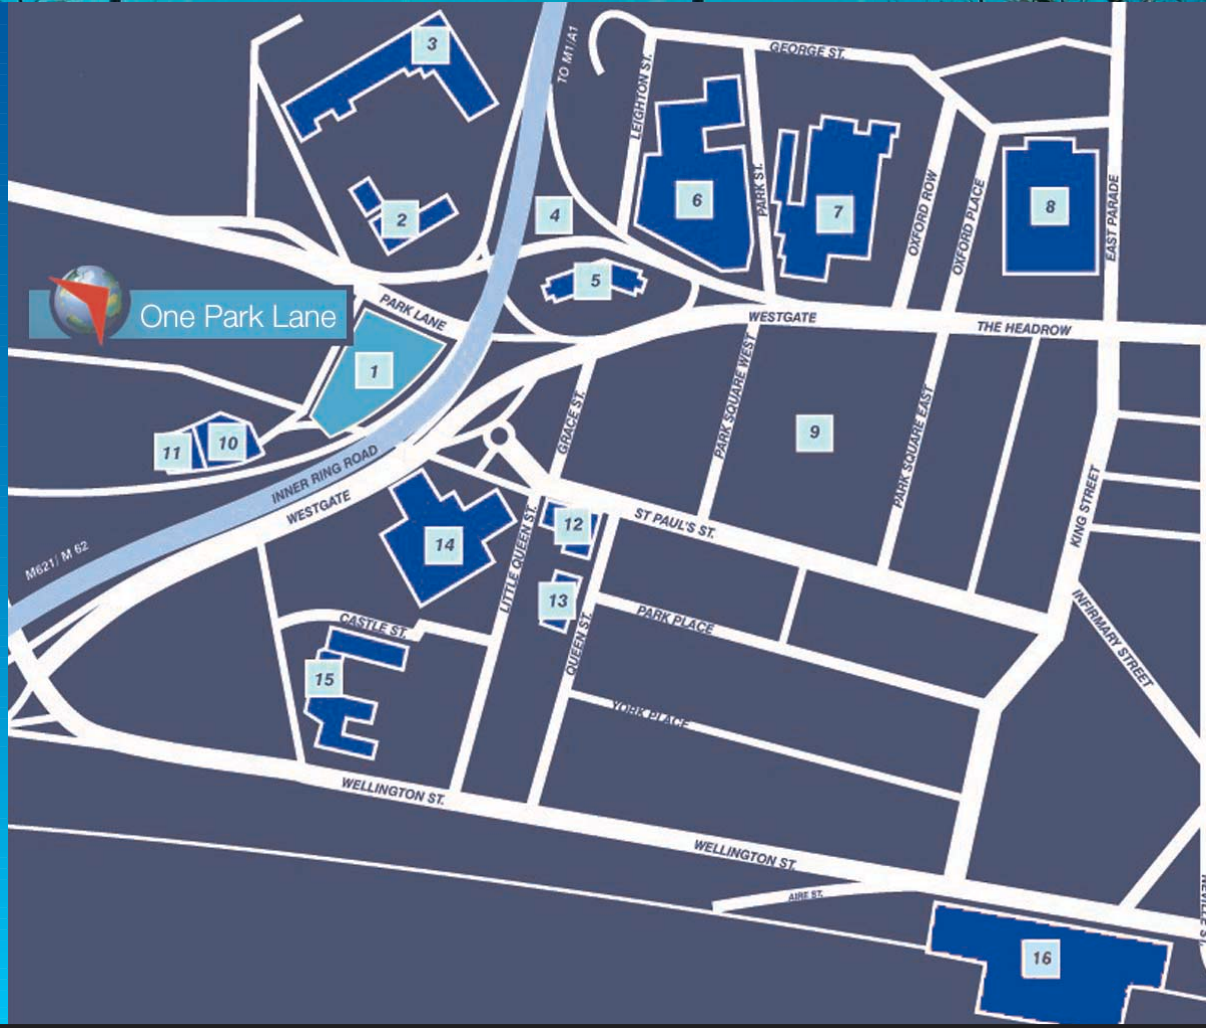 3
TO M1/A1
GEORGE ST.
LEIGHTON ST.
6
PARK ST.
7
OXFORD ROW
OXFORD PLACE
8
EAST PARADE
2
4
5
One Park Lane
PARK LANE
WESTGATE
THE HEADROW
1
PARK SQUARE WEST
GRACE ST.
PARK SQUARE EAST
9
11
10
INNER RING ROAD
WESTGATE
KING STREET
M621/ M 62
14
LITTLE QUEEN ST.
12
ST PAUL'S ST.
13
QUEEN ST.
PARK PLACE
INFIRMARY STREET
CASTLE ST.
15
YORK PLACE
WELLINGTON ST.
WELLINGTON ST.
AIRE ST.
NEVILLE S
16